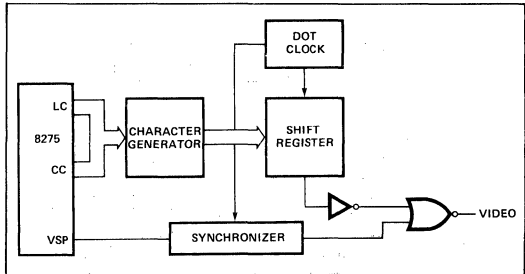 DOT
CLOCK
LC
8275
CC
VSP
CHARACTER
GENERATOR
SHIFT
REGISTER
SYNCHRONIZER
VIDEO